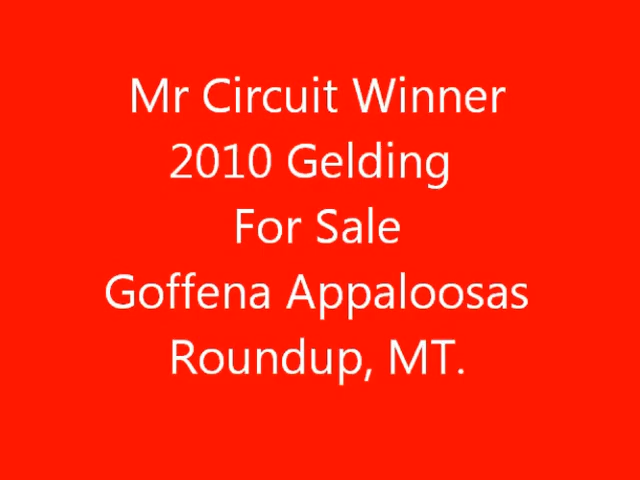 Mr Circuit Winner
2010 Gelding
For Sale
Goffena Appaloosas
Roundup, MT.